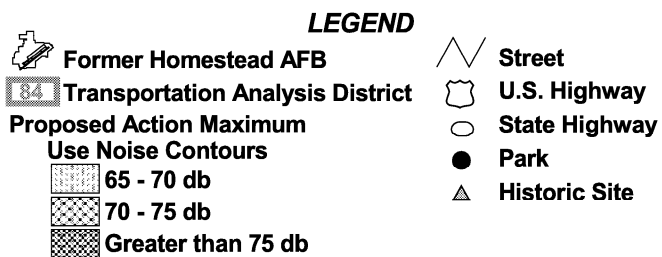 LEGEND
Former Homestead AFB
84 Transportation Analysis District
Proposed Action Maximum
Use Noise Contours
65 - 70 db
70 - 75 db
Greater than 75 db
Street
U.S. Highway
State Highway
Park
Historic Site